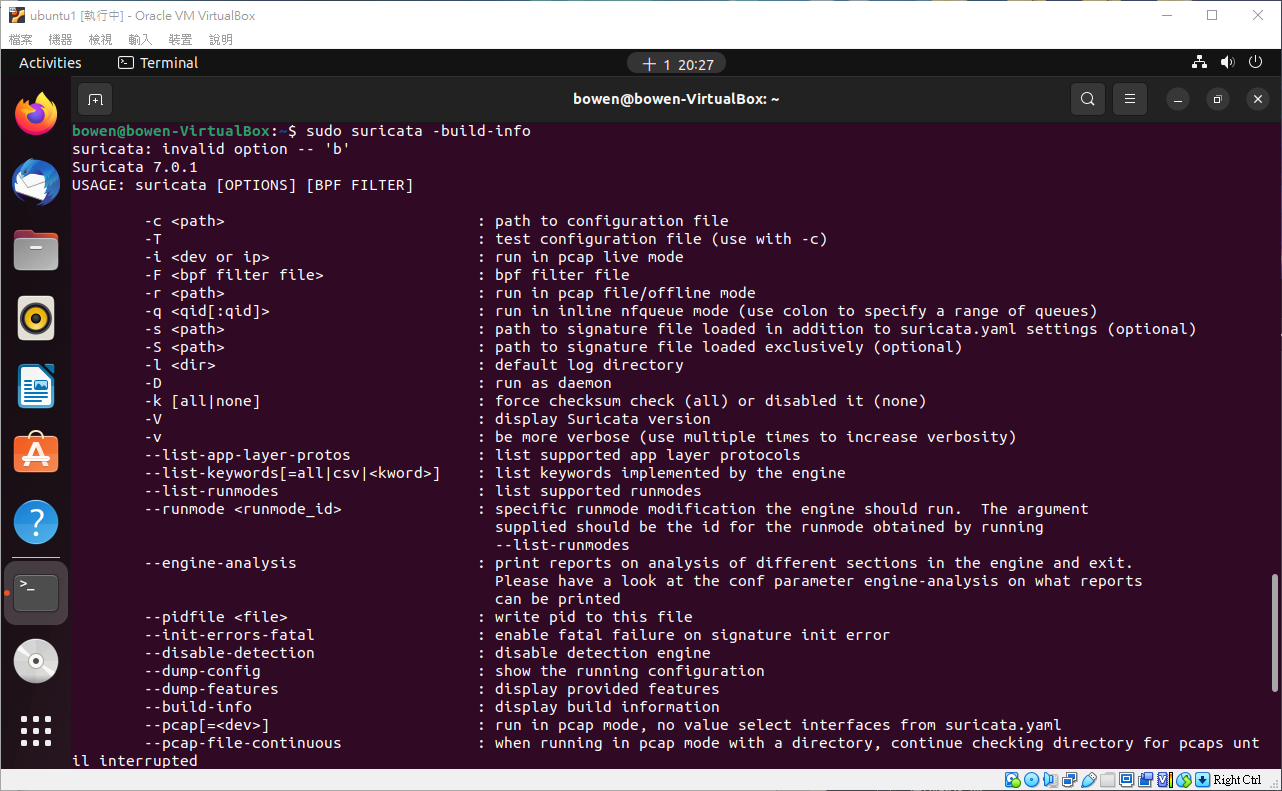 ubuntu1 [執行中] - Oracle VM VirtualBox
檔案 機器 檢視 輸入 裝置 說明
Activities Terminal 十 1 20:27
bowen@bowen-VirtualBox: ~
bowen@bowen-VirtualBox:~$ sudo suricata -build-info
suricata: invalid option -- 'b'
Suricata 7.0.1
USAGE: suricata [OPTIONS] [BPF FILTER]
-c <path> : path to configuration file
-T : test configuration file (use with -c)
-i <dev or ip> : run in pcap live mode
-F <bpf filter file> : bpf filter file
-r <path> : run in pcap file/offline mode
-q <qid[:qid]> : run in inline nfqueue mode (use colon to specify a range of queues)
-s <path> : path to signature file loaded in addition to suricata.yaml settings (optional)
-S <path> : path to signature file loaded exclusively (optional)
-l <dir> : default log directory
-D : run as daemon
-k [all|none] : force checksum check (all) or disabled it (none)
-V : display Suricata version
-v : be more verbose (use multiple times to increase verbosity)
--list-app-layer-protos : list supported app layer protocols
--list-keywords[=all|csv|<kword>] : list keywords implemented by the engine
--list-runmodes : list supported runmodes
--runmode <runmode_id> : specific runmode modification the engine should run.  The argument
supplied should be the id for the runmode obtained by running
--list-runmodes
--engine-analysis : print reports on analysis of different sections in the engine and exit.
Please have a look at the conf parameter engine-analysis on what reports
can be printed
--pidfile <file> : write pid to this file
--init-errors-fatal : enable fatal failure on signature init error
--disable-detection : disable detection engine
--dump-config : show the running configuration
--dump-features : display provided features
--build-info : display build information
--pcap[=<dev>] : run in pcap mode, no value select interfaces from suricata.yaml
--pcap-file-continuous : when running in pcap mode with a directory, continue checking directory for pcaps unt
il interrupted
Right Ctrl